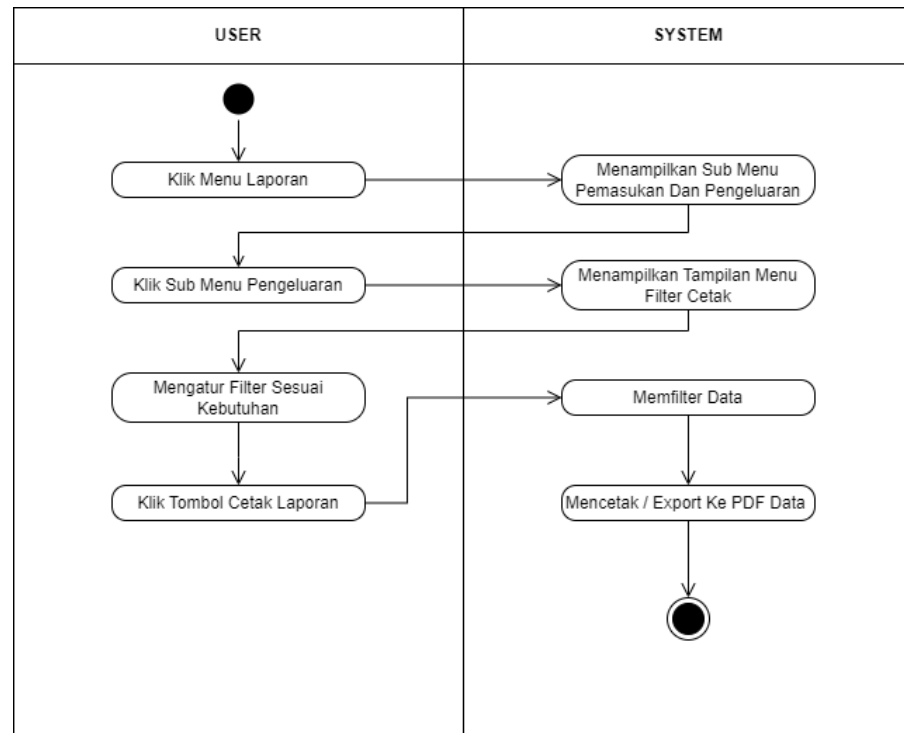 USER
SYSTEM
Klik Menu Laporan
Menampilkan Sub Menu
Pemasukan Dan Pengeluaran
Klik Sub Menu Pengeluaran
Menampilkan Tampilan Menu
Filter Cetak
Mengatur Filter Sesuai
Kebutuhan
Klik Tombol Cetak Laporan
Memfilter Data
Mencetak / Export Ke PDF Data